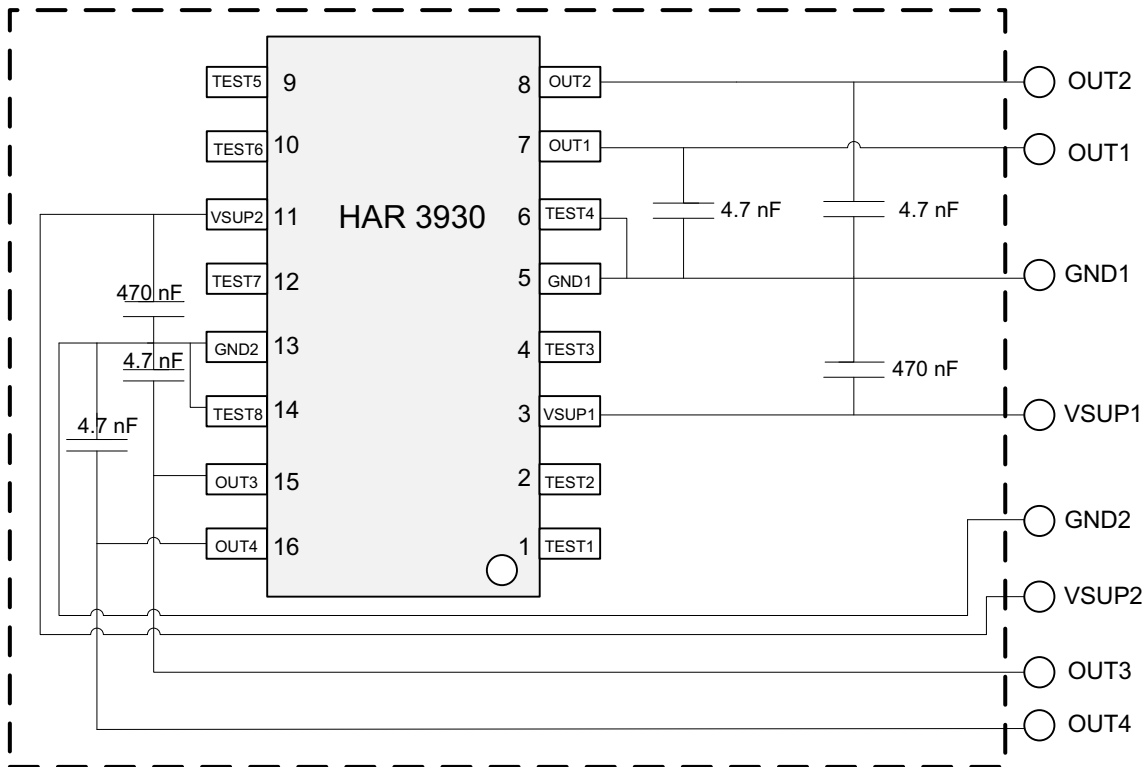 TEST5 9 8 OUT2 OUT2
TEST6 10 7 OUT1 OUT1
VSUP2 11 HAR 3930 6 TEST4 4.7 nF 4.7 nF
TEST7 12 5 GND1 GND1
470 nF
GND2 13 4 TEST3
4.7 nF 470 nF
TEST8 14 3 VSUP1 VSUP1
4.7 nF
OUT3 15 2 TEST2
GND2
OUT4 16 1 TEST1
VSUP2
OUT3
OUT4